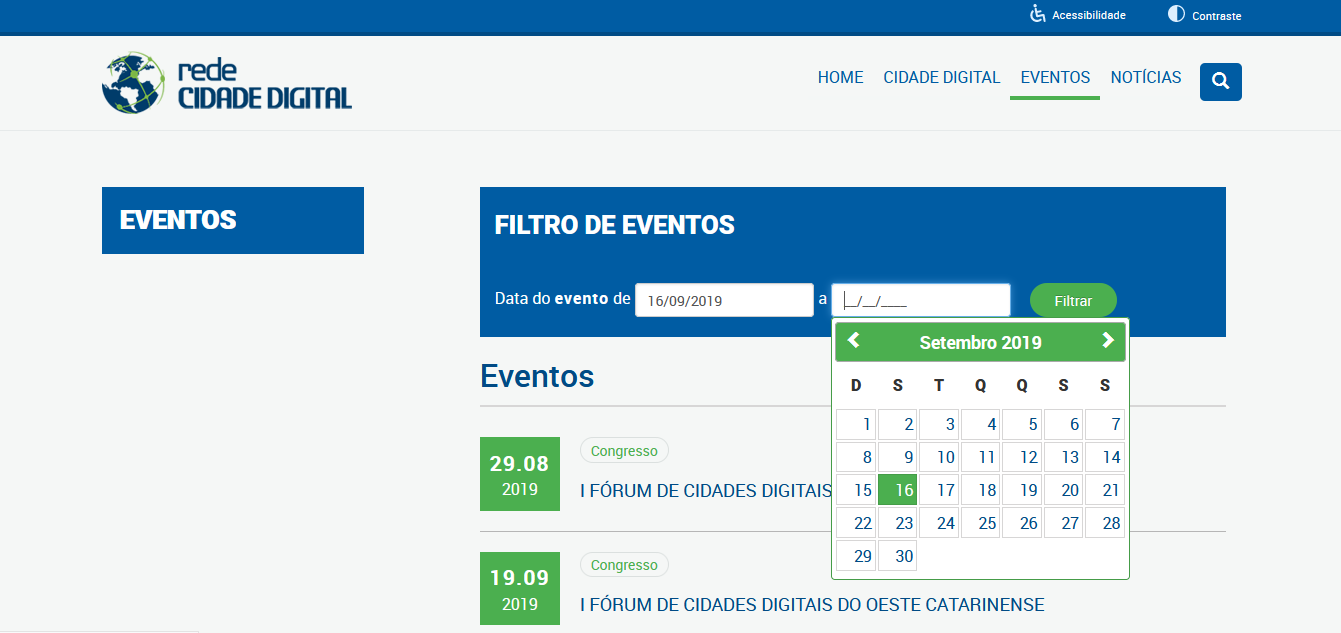 Acessibilidade
Contraste
rede
CIDADE DIGITAL
HOME CIDADE DIGITAL EVENTOS NOTÍCIAS
EVENTOS
FILTRO DE EVENTOS
Data do evento de 16/09/2019 a __/__/____ Filtrar
Setembro 2019
D S T Q Q S S
1 2 3 4 5 6 7
8 9 10 11 12 13 14
15 16 17 18 19 20 21
22 23 24 25 26 27 28
29 30
Eventos
29.08
2019
Congresso
I FÓRUM DE CIDADES DIGITAIS
19.09
2019
Congresso
I FÓRUM DE CIDADES DIGITAIS DO OESTE CATARINENSE